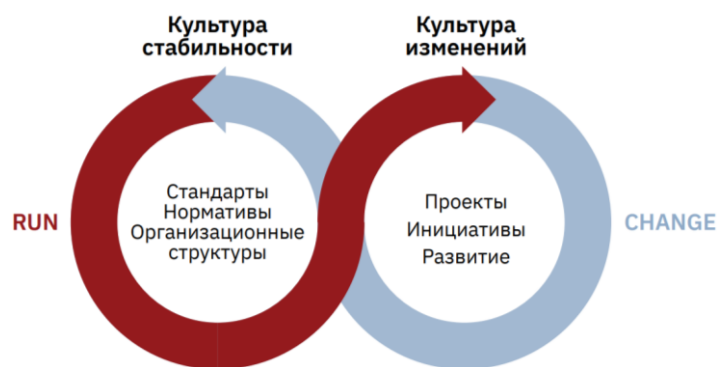 Культура
стабильности
Культура
изменений
RUN
Стандарты
Нормативы
Организационные
структуры
Проекты
Инициативы
Развитие
CHANGE